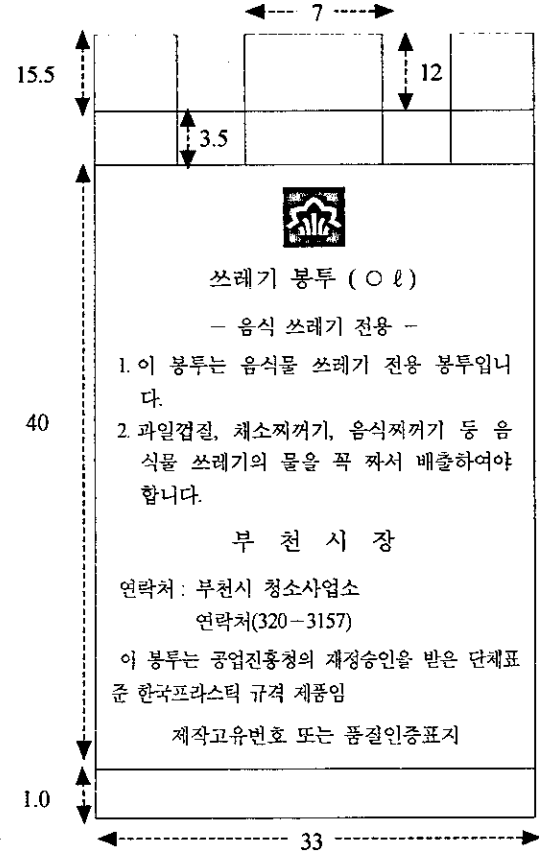 7
15.5
12
3.5
쓰레기 봉투 ( ○ ℓ )
― 음식 쓰레기 전용 ―
1. 이 봉투는 음식물 쓰레기 전용 봉투입니
다.
2. 과일껍질, 채소찌꺼기, 음식찌꺼기 등 음
식물 쓰레기의 물을 꼭 짜서 배출하여야
합니다.
40
부 천 시 장
연락처 : 부천시 청소사업소
연락처(320－3157)
이 봉투는 공업진흥청의 재정승인을 받은 단체표
준 한국프라스틱 규격 제품임
제작고유번호 또는 품질인증표지
1.0
33